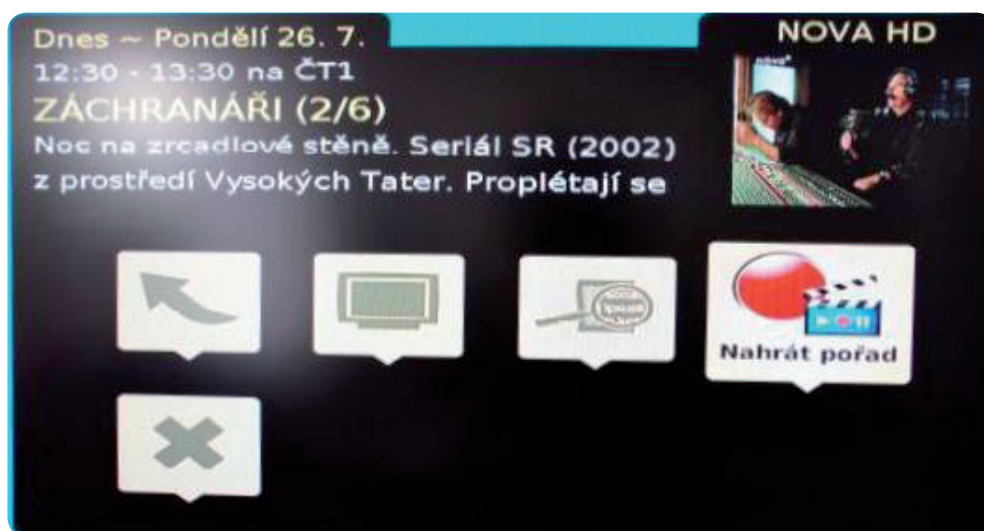 Dnes ~ Pondělí 26. 7.
12:30 - 13:30 na ČT1
ZÁCHRANÁŘI (2/6)
Noc na zrcadlové stěně. Seriál SR (2002)
z prostředí Vysokých Tater. Proplétají se
NOVA HD
nova
Nahrát pořad